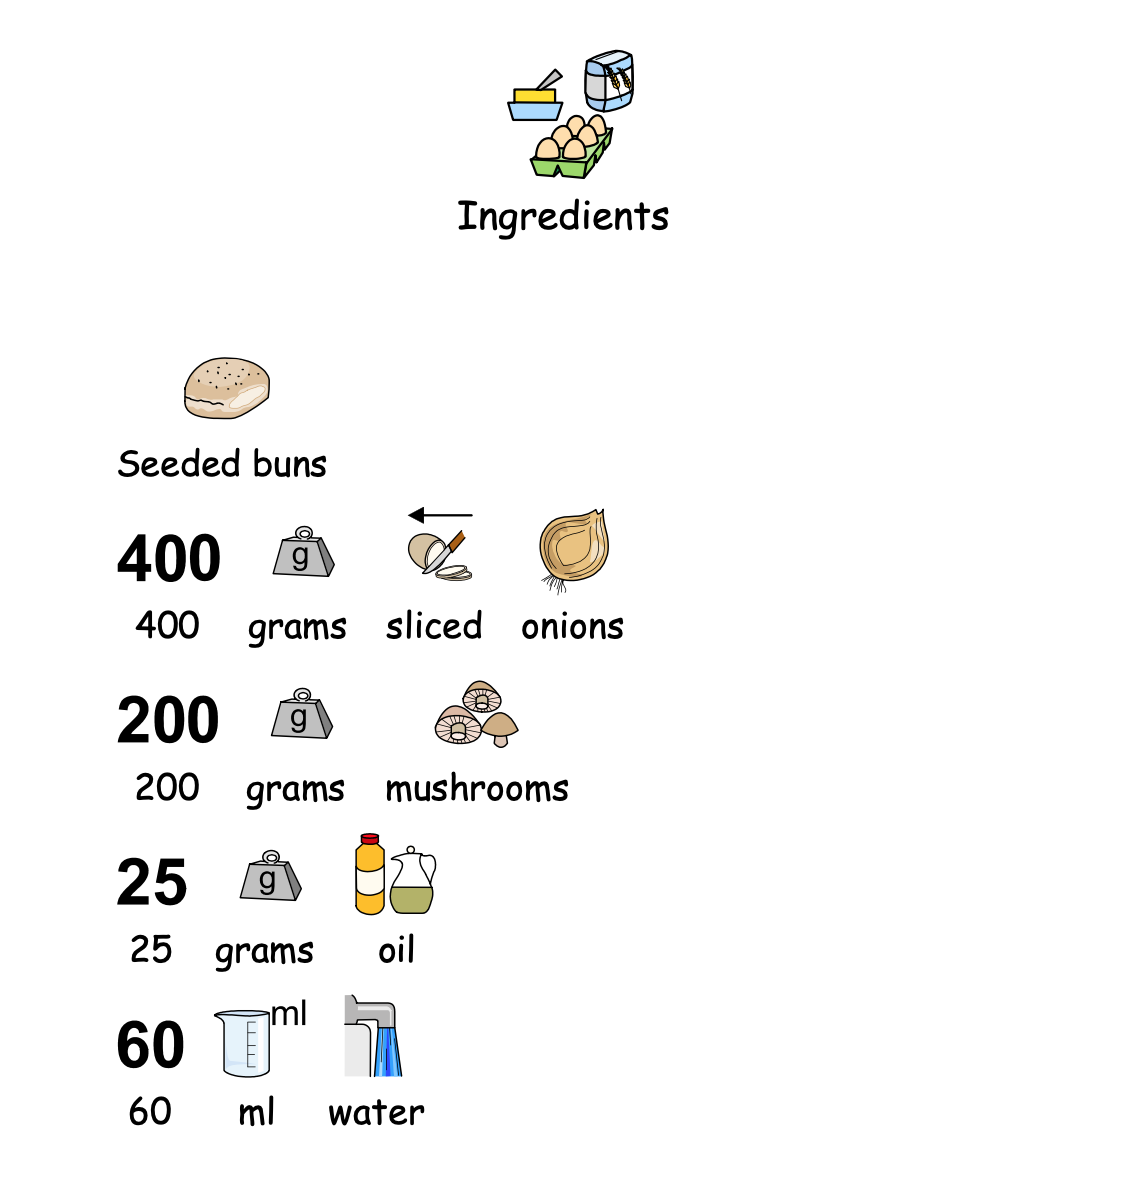 Ingredients
Seeded buns
400 g
400 grams sliced onions
200 g
200 grams mushrooms
25 g
25 grams oil
60 ml
60 ml water